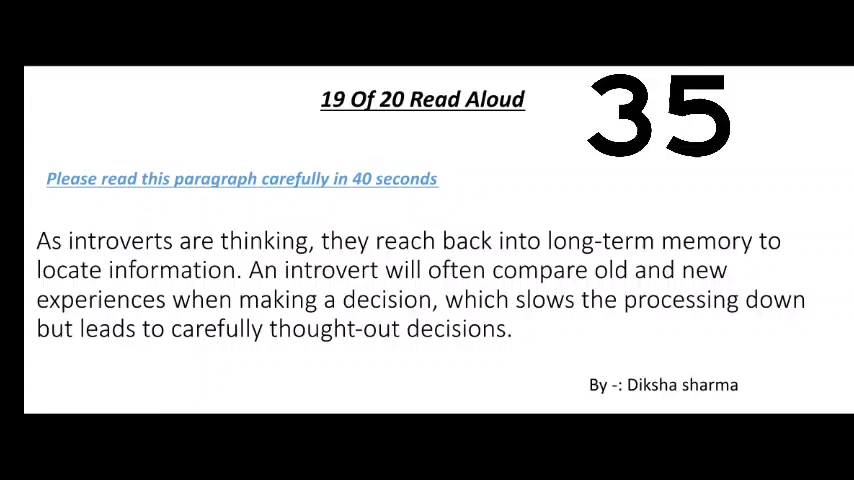 19 Of 20 Read Aloud
35
Please read this paragraph carefully in 40 seconds
As introverts are thinking, they reach back into long-term memory to
locate information. An introvert will often compare old and new
experiences when making a decision, which slows the processing down
but leads to carefully thought-out decisions.
By -: Diksha sharma